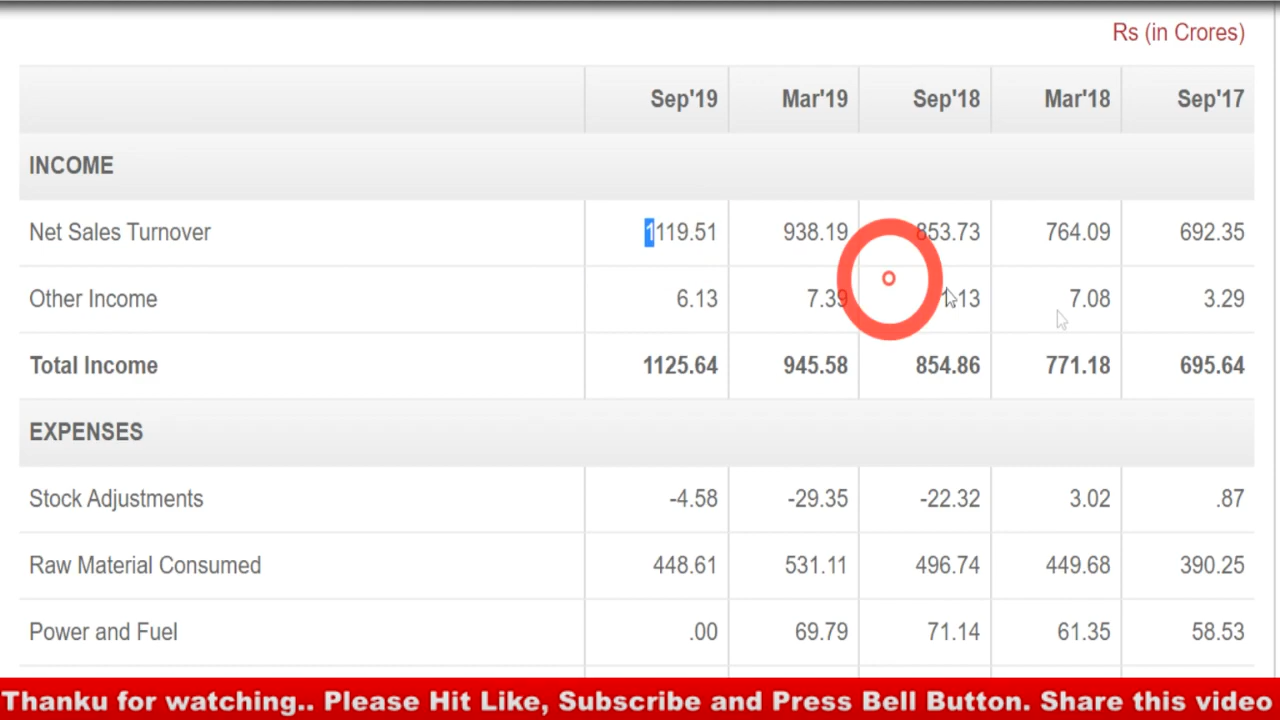 Rs (in Crores)
Sep'19 Mar'19 Sep'18 Mar'18 Sep'17
INCOME
Net Sales Turnover 1119.51 938.19 853.73 764.09 692.35
Other Income 6.13 7.39 1.13 7.08 3.29
Total Income 1125.64 945.58 854.86 771.18 695.64
EXPENSES
Stock Adjustments -4.58 -29.35 -22.32 3.02 .87
Raw Material Consumed 448.61 531.11 496.74 449.68 390.25
Power and Fuel .00 69.79 71.14 61.35 58.53
Thanku for watching.. Please Hit Like, Subscribe and Press Bell Button. Share this video